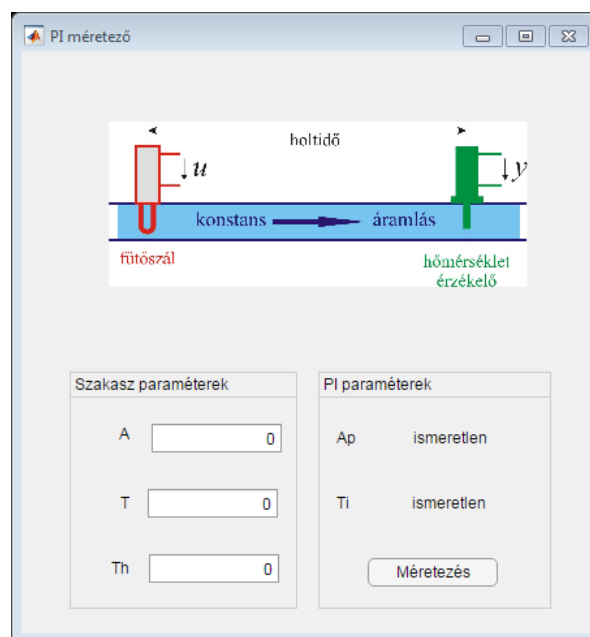 PI méretező
holtidő
u
y
konstans áramlás
fűtőszál
hőmérséklet
érzékelő
Szakasz paraméterek
A 0
T 0
Th 0
PI paraméterek
Ap ismeretlen
Ti ismeretlen
Méretezés